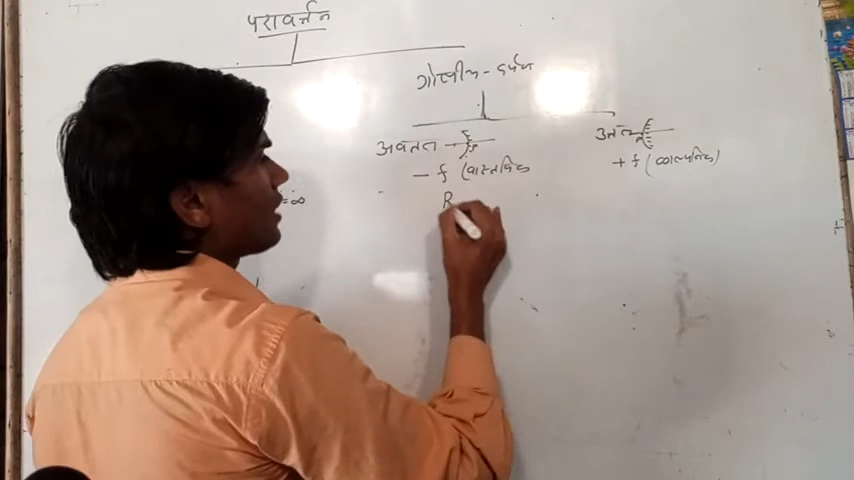 परावर्त्तन
गोलीय - दर्पण
अवतल
उत्तल
- f (वास्तविक
+ f (काल्पनिक)
=∞
R